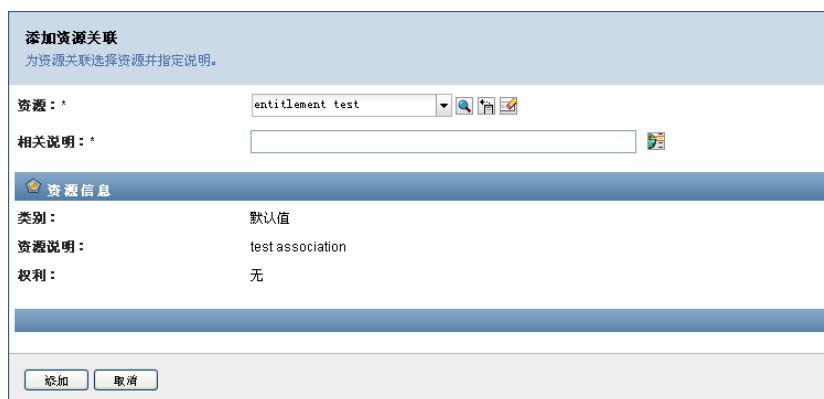 添加资源关联
为资源关联选择资源并指定说明。
资源：* entitlement test
相关说明：*
资源信息
类别： 默认值
资源说明： test association
权利： 无
添加 取消